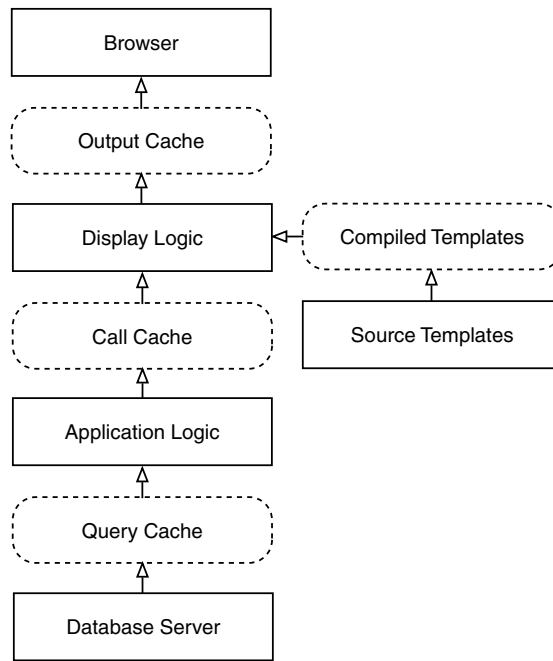 Browser
Output Cache
Display Logic
Compiled Templates
Call Cache
Source Templates
Application Logic
Query Cache
Database Server